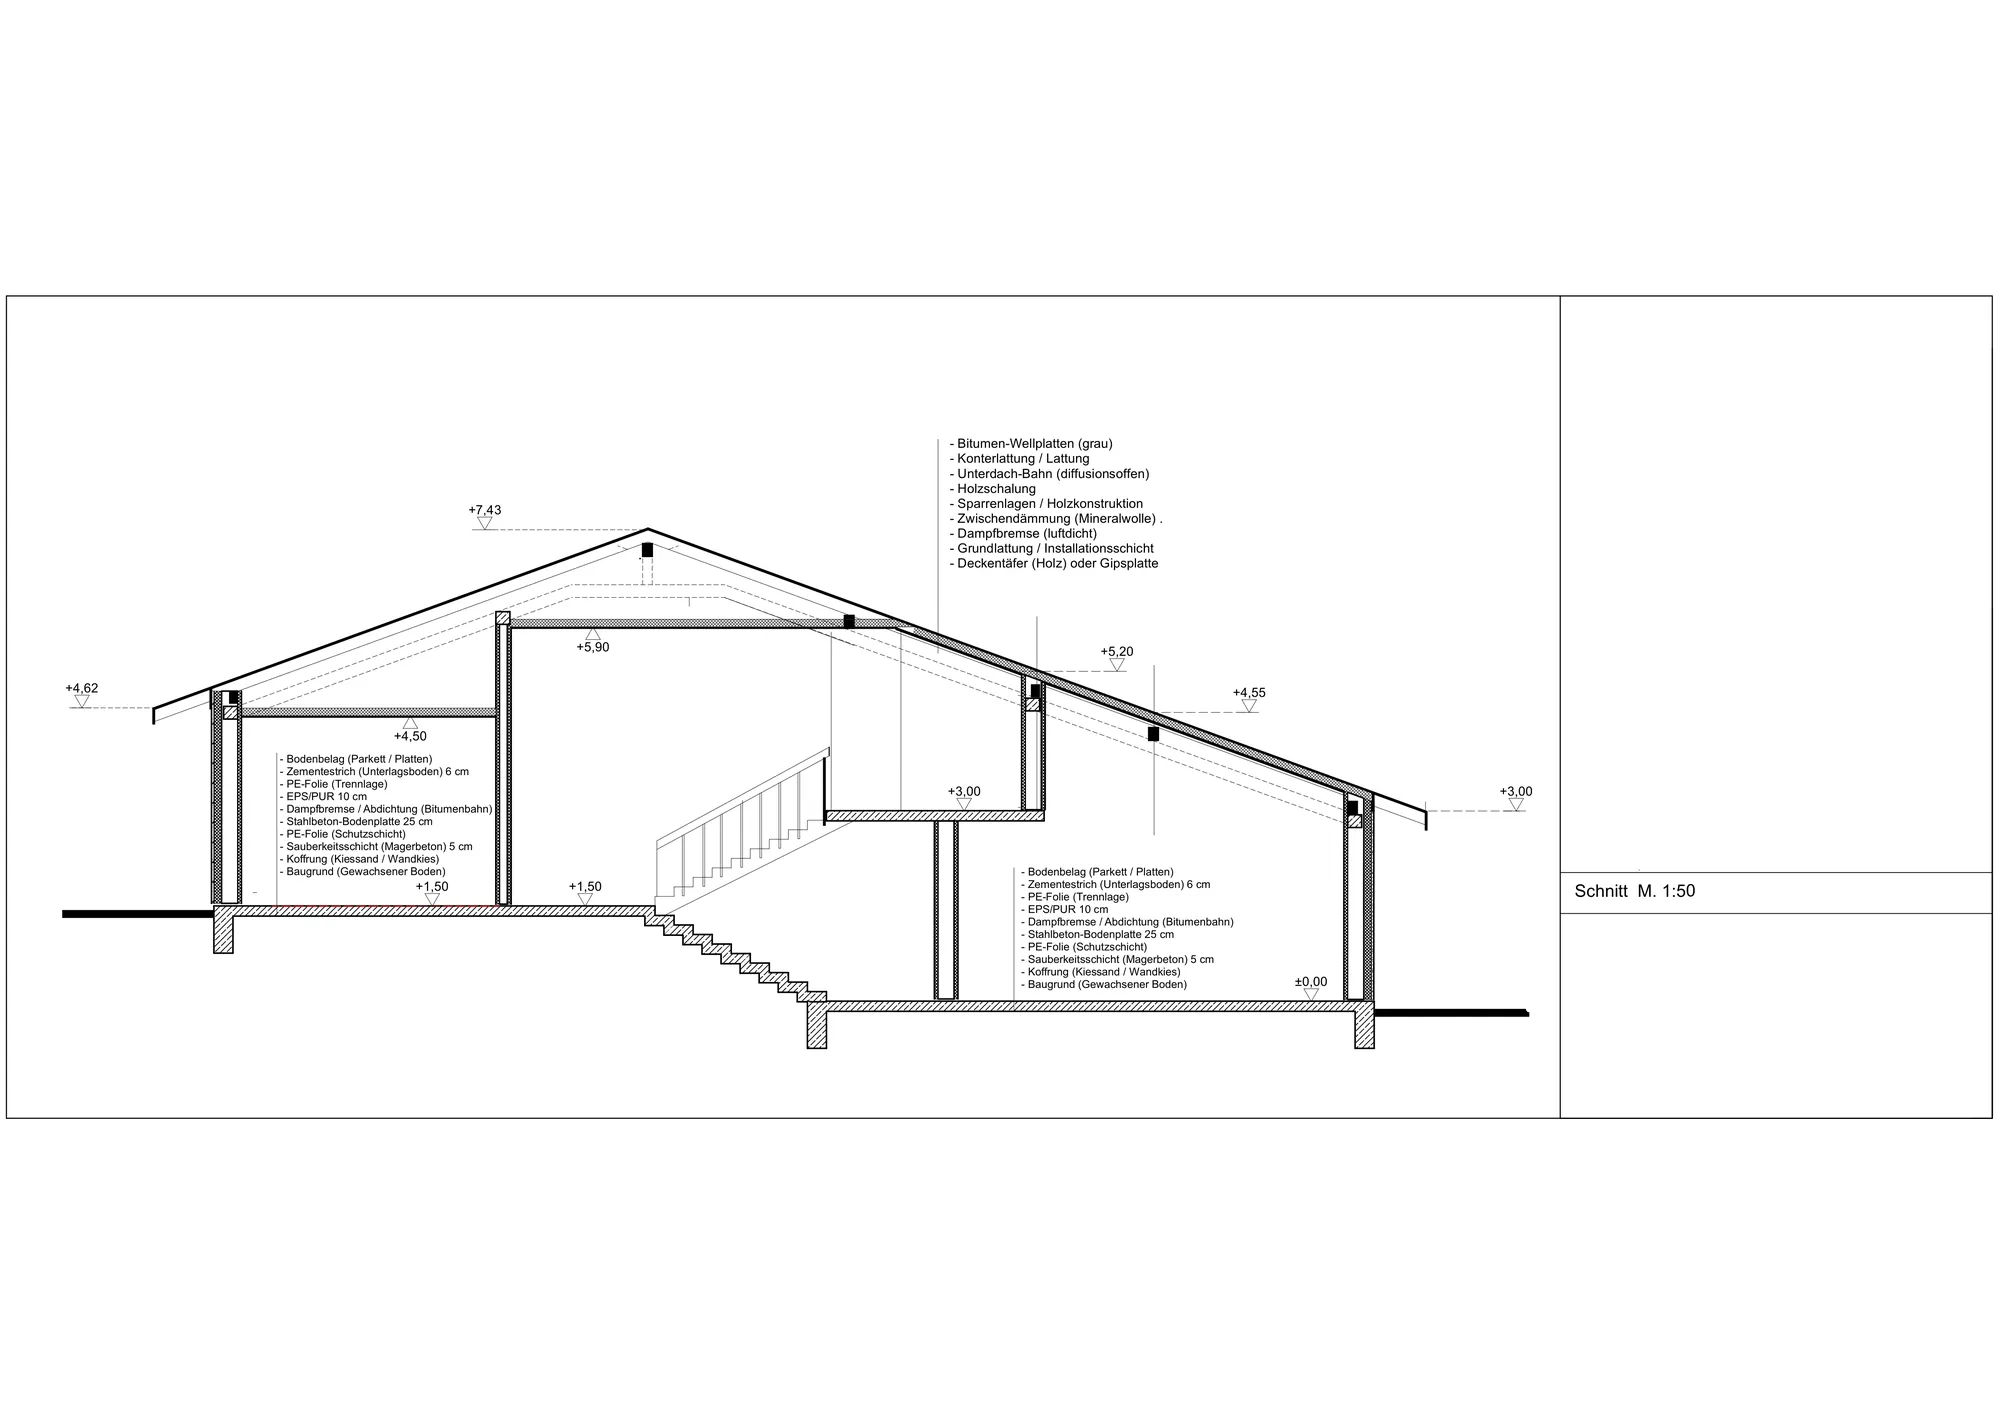 - Bitumen-Wellplatten (grau)
- Konterlattung / Lattung
- Unterdach-Bahn (diffusionsoffen)
- Holzschalung
- Sparrenlagen / Holzkonstruktion
- Zwischendämmung (Mineralwolle) .
- Dampfbremse (luftdicht)
- Grundlattung / Installationsschicht
- Deckentäfer (Holz) oder Gipsplatte
+7,43
+5,90
+5,20
+4,62
+4,55
+4,50
- Bodenbelag (Parkett / Platten)
- Zementestrich (Unterlagsboden) 6 cm
- PE-Folie (Trennlage)
- EPS/PUR 10 cm
- Dampfbremse / Abdichtung (Bitumenbahn)
- Stahlbeton-Bodenplatte 25 cm
- PE-Folie (Schutzschicht)
- Sauberkeitsschicht (Magerbeton) 5 cm
- Koffrung (Kiessand / Wandkies)
- Baugrund (Gewachsener Boden)
+3,00
+3,00
+1,50
+1,50
- Bodenbelag (Parkett / Platten)
- Zementestrich (Unterlagsboden) 6 cm
- PE-Folie (Trennlage)
- EPS/PUR 10 cm
- Dampfbremse / Abdichtung (Bitumenbahn)
- Stahlbeton-Bodenplatte 25 cm
- PE-Folie (Schutzschicht)
- Sauberkeitsschicht (Magerbeton) 5 cm
- Koffrung (Kiessand / Wandkies)
- Baugrund (Gewachsener Boden)
±0,00
Schnitt M. 1:50